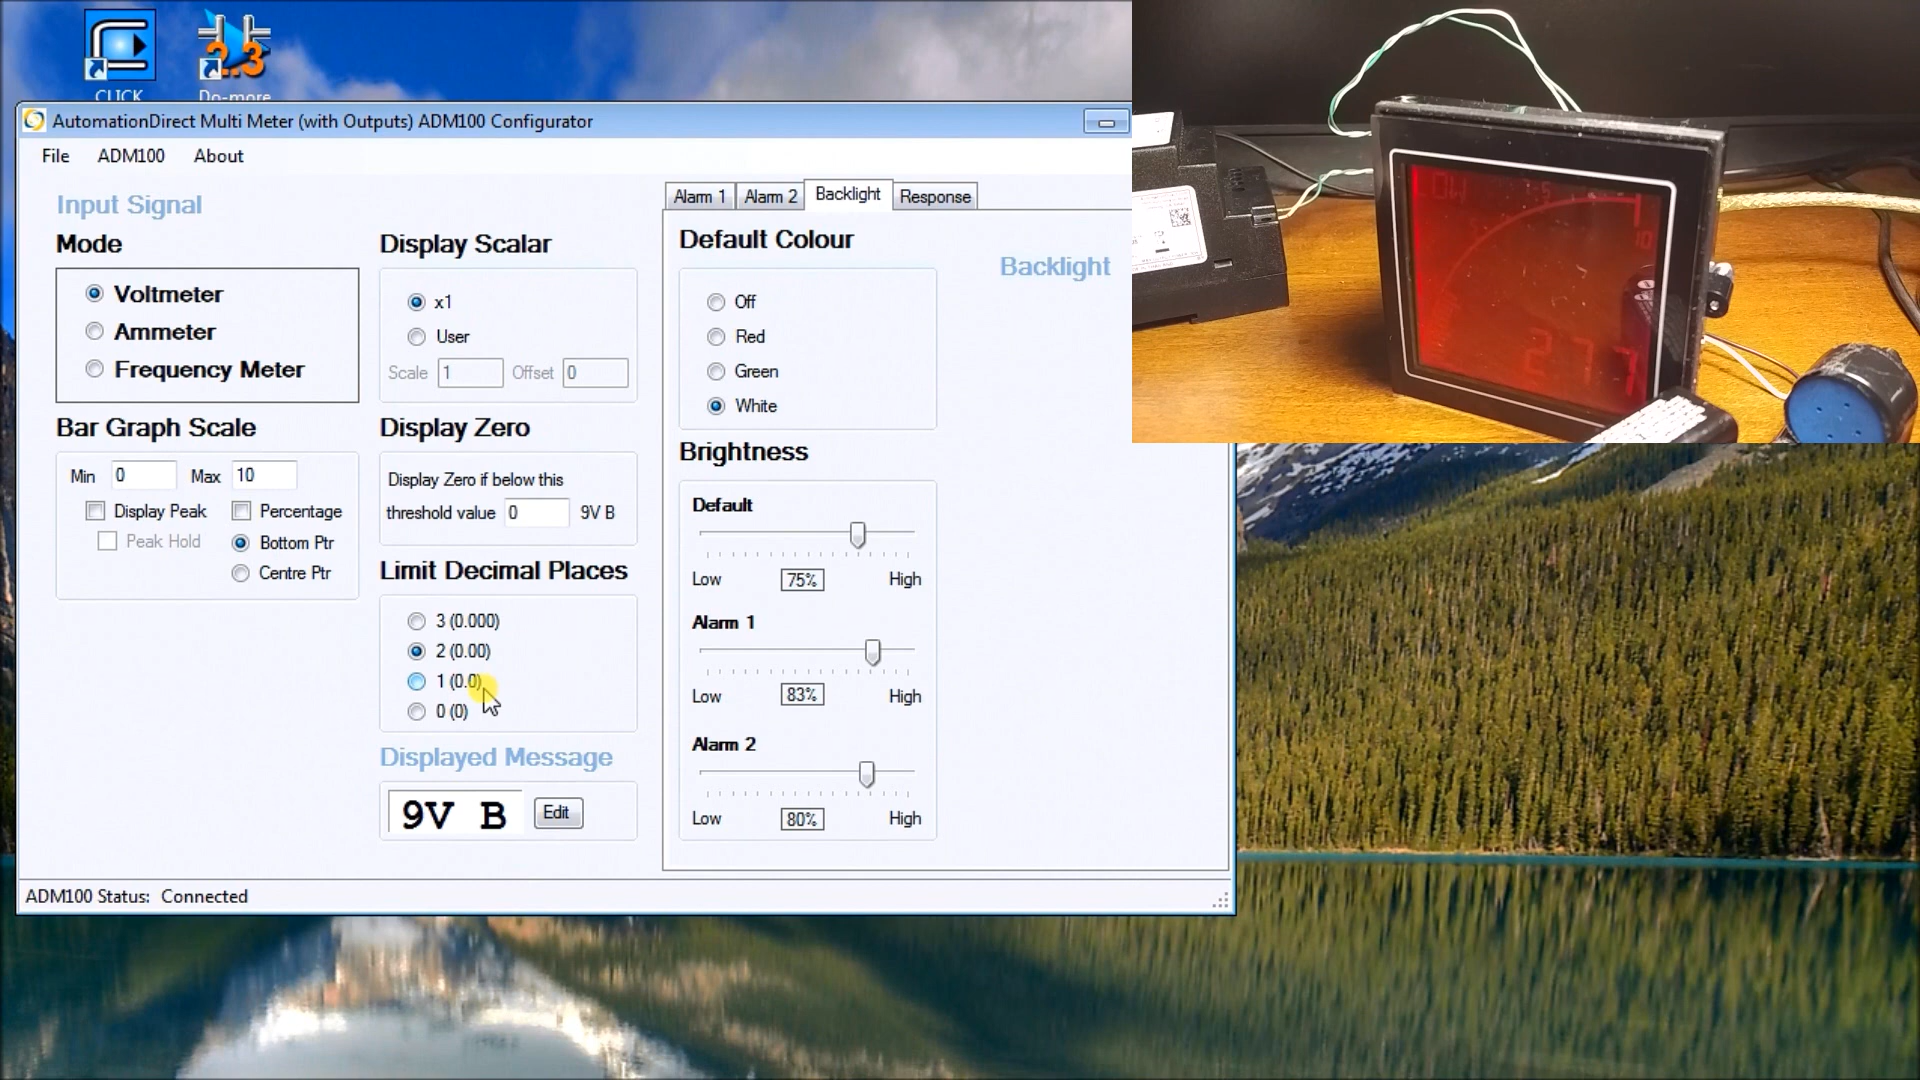 CLICK
Do-more
2.3
AutomationDirect Multi Meter (with Outputs) ADM100 Configurator
File ADM100 About
Input Signal
Mode
Voltmeter
Ammeter
Frequency Meter
Bar Graph Scale
Min 0 Max 10
Display Peak Percentage
Peak Hold Bottom Ptr
Centre Ptr
Display Scalar
x1
User
Scale 1 Offset 0
Display Zero
Display Zero if below this
threshold value 0 9V B
Limit Decimal Places
3 (0.000)
2 (0.00)
1 (0.0)
0 (0)
Displayed Message
9V B Edit
Alarm 1 Alarm 2 Backlight Response
Default Colour
Backlight
Off
Red
Green
White
Brightness
Default
Low 75% High
Alarm 1
Low 83% High
Alarm 2
Low 80% High
ADM100 Status: Connected
10
277